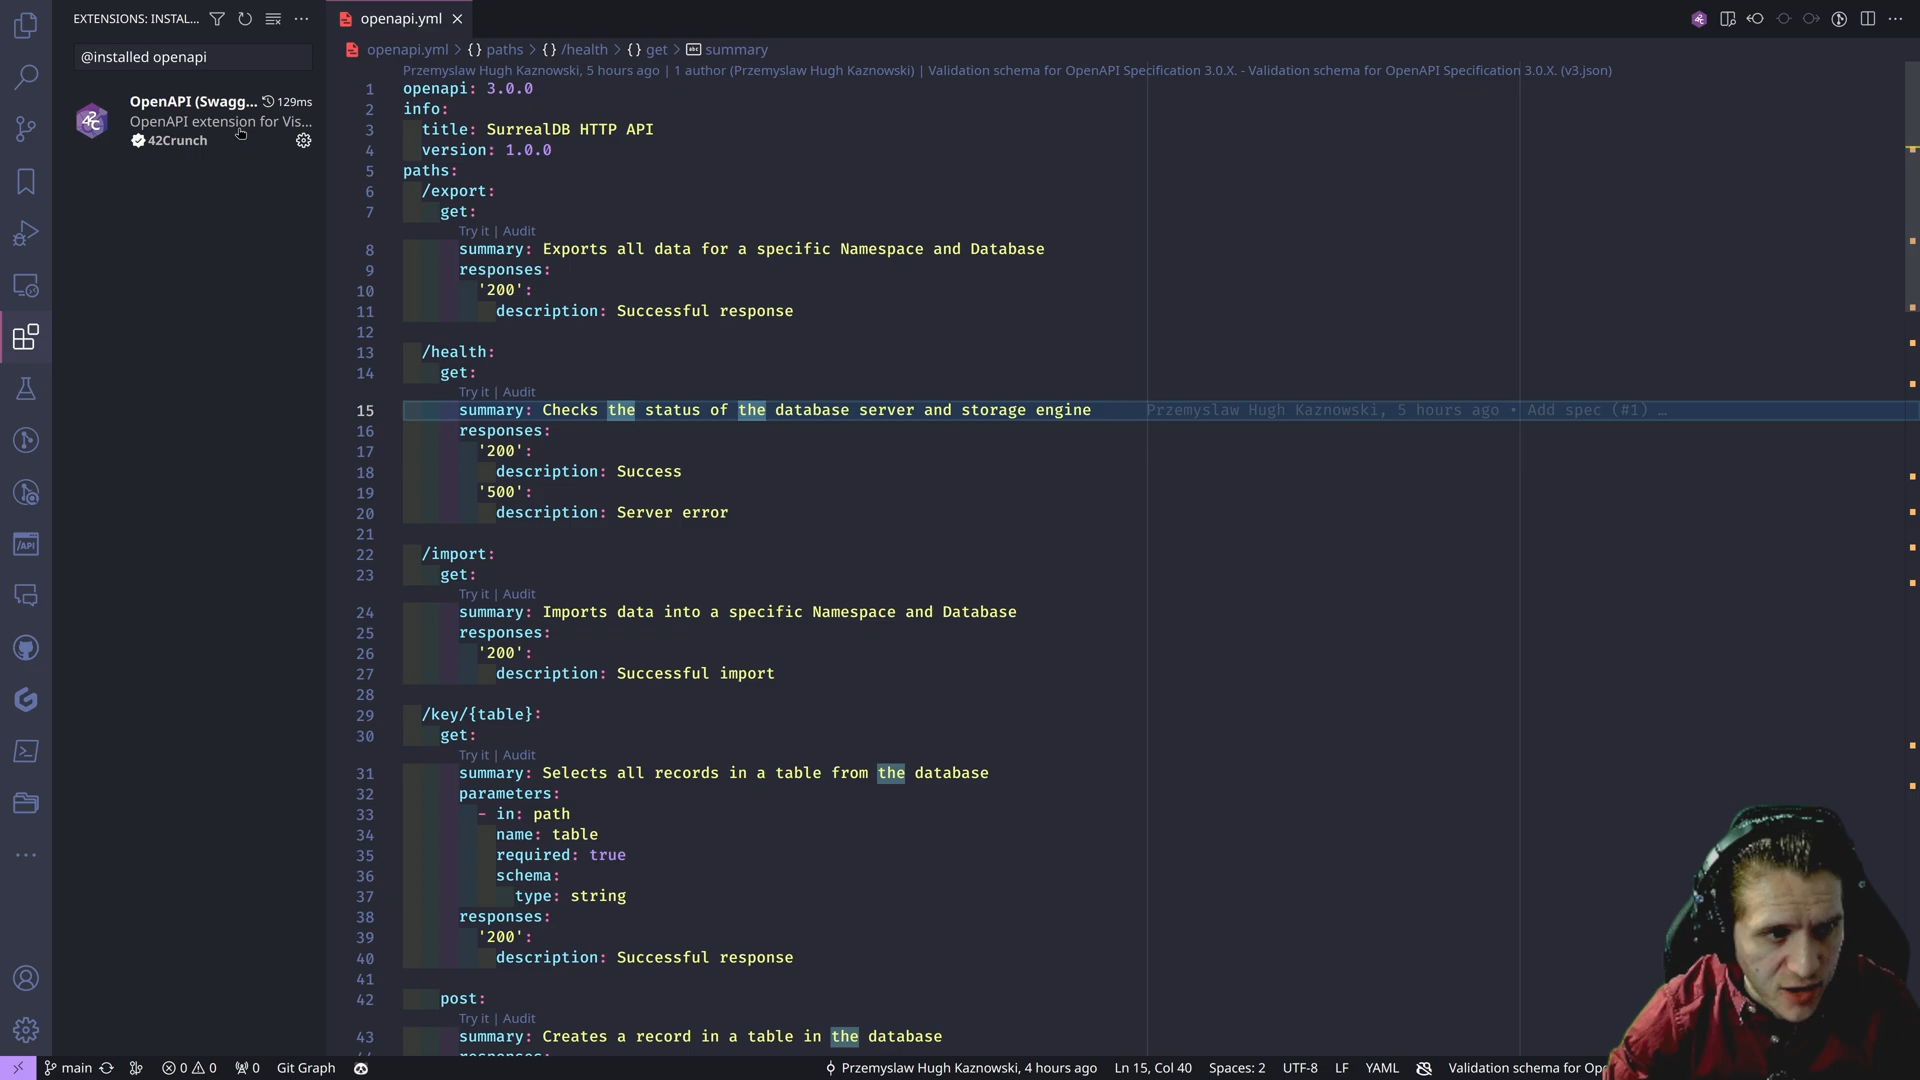 EXTENSIONS: INSTAL...
@installed openapi
OpenAPI (Swagg... 129ms
OpenAPI extension for Vis...
42Crunch
/API
openapi.yml
openapi.yml > {} paths > {} /health > {} get > abc summary
Przemyslaw Hugh Kaznowski, 5 hours ago | 1 author (Przemyslaw Hugh Kaznowski) | Validation schema for OpenAPI Specification 3.0.X. - Validation schema for OpenAPI Specification 3.0.X. (v3.json)
1 openapi: 3.0.0
2 info:
3 title: SurrealDB HTTP API
4 version: 1.0.0
5 paths:
6 /export:
7 get:
Try it | Audit
8 summary: Exports all data for a specific Namespace and Database
9 responses:
10 '200':
11 description: Successful response
12
13 /health:
14 get:
Try it | Audit
15 summary: Checks the status of the database server and storage engine Przemyslaw Hugh Kaznowski, 5 hours ago • Add spec (#1) …
16 responses:
17 '200':
18 description: Success
19 '500':
20 description: Server error
21
22 /import:
23 get:
Try it | Audit
24 summary: Imports data into a specific Namespace and Database
25 responses:
26 '200':
27 description: Successful import
28
29 /key/{table}:
30 get:
Try it | Audit
31 summary: Selects all records in a table from the database
32 parameters:
33 - in: path
34 name: table
35 required: true
36 schema:
37 type: string
38 responses:
39 '200':
40 description: Successful response
41
42 post:
Try it | Audit
43 summary: Creates a record in a table in the database
main 0 0 0 Git Graph Przemyslaw Hugh Kaznowski, 4 hours ago Ln 15, Col 40 Spaces: 2 UTF-8 LF YAML Validation schema for